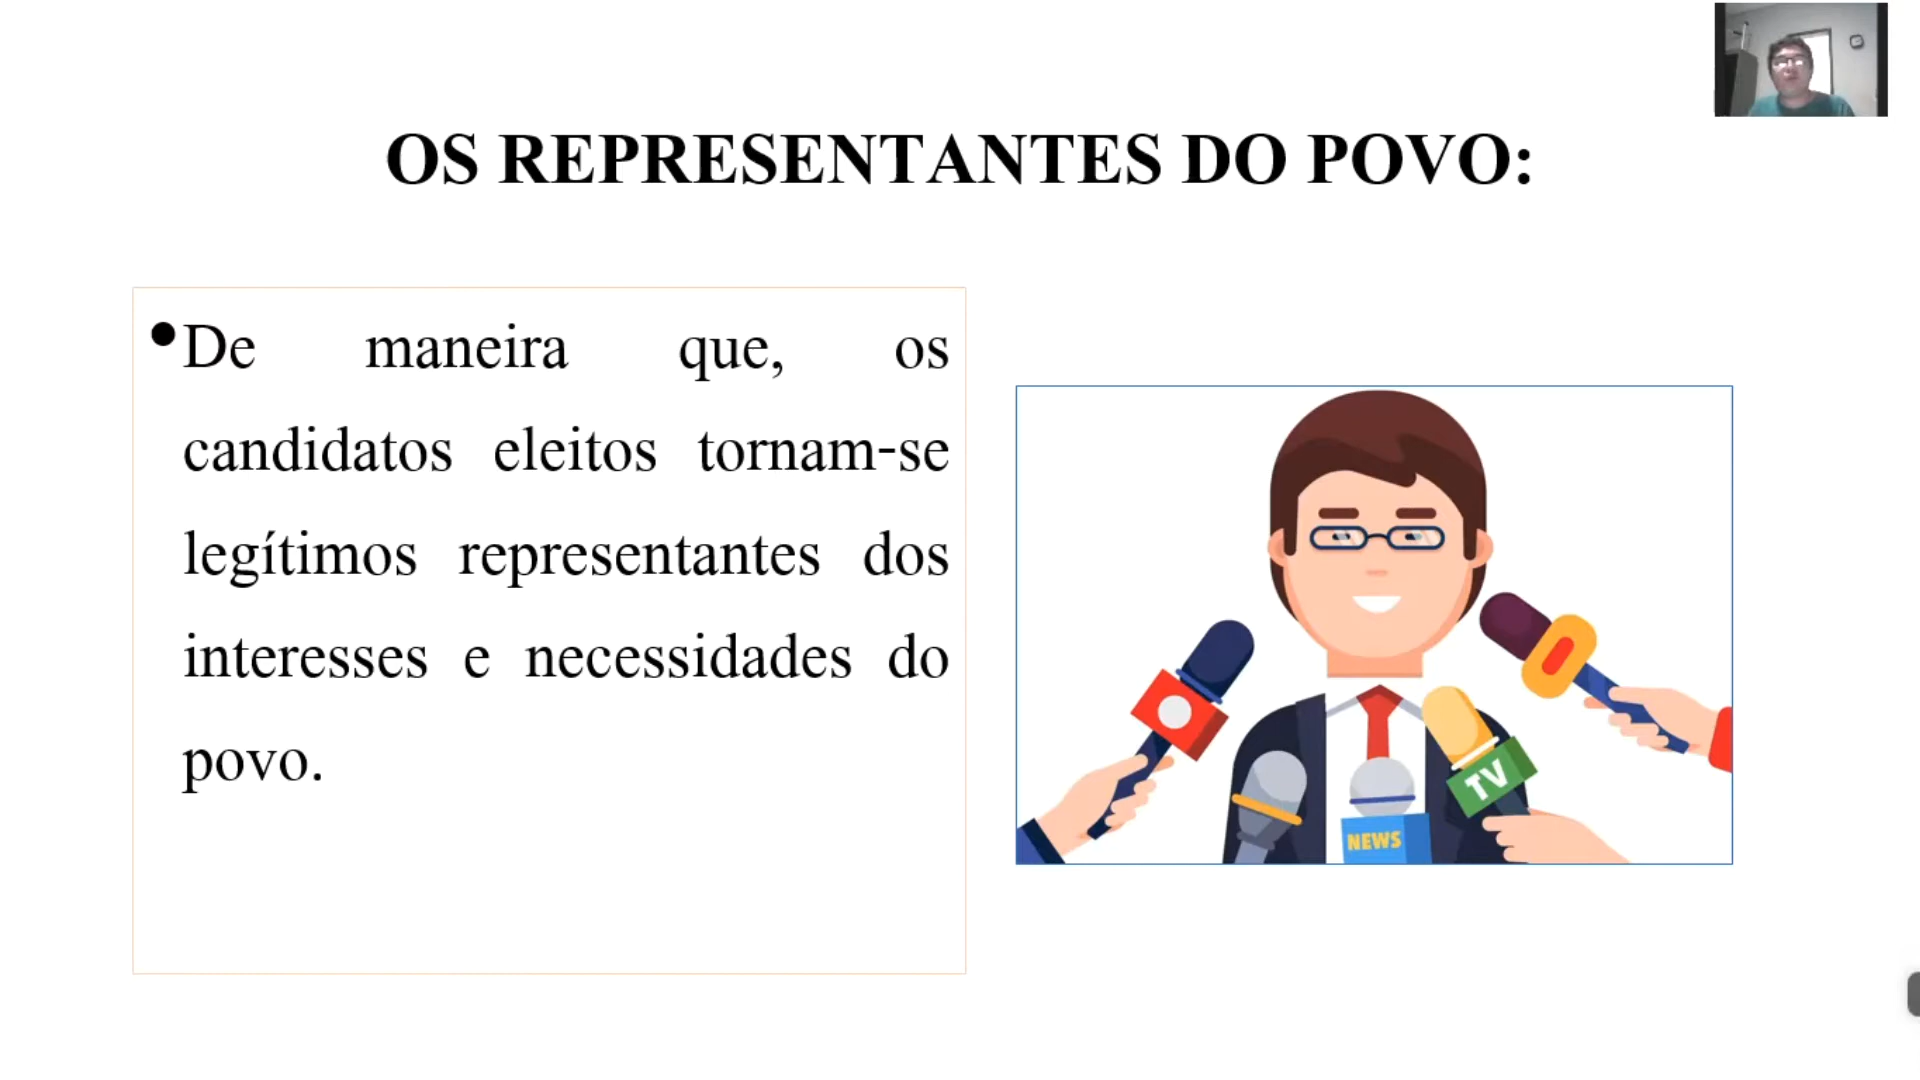 OS REPRESENTANTES DO POVO:
•De maneira que, os
candidatos eleitos tornam-se
legítimos representantes dos
interesses e necessidades do
povo.
TV
NEWS